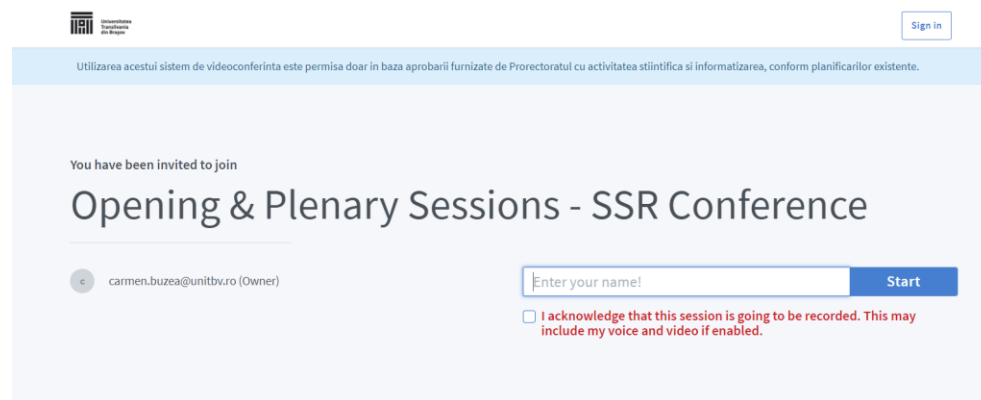 Universitatea
Transilvania
din Brașov
Sign in
Utilizarea acestui sistem de videoconferinta este permisa doar in baza aprobarii furnizate de Prorectoratul cu activitatea stiintifica si informatizarea, conform planificarilor existente.
You have been invited to join
Opening & Plenary Sessions - SSR Conference
c
carmen.buzea@unitbv.ro (Owner)
Enter your name!
Start
I acknowledge that this session is going to be recorded. This may
include my voice and video if enabled.